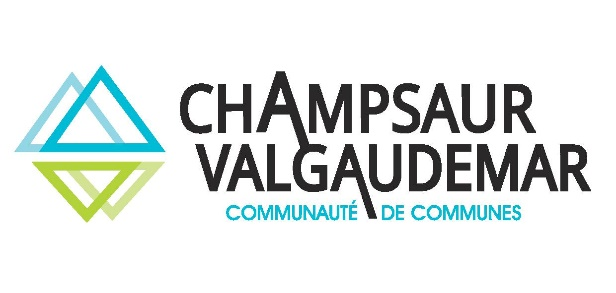 CHAMPSAUR
VALGAUDEMAR
COMMUNAUTÉ DE COMMUNES